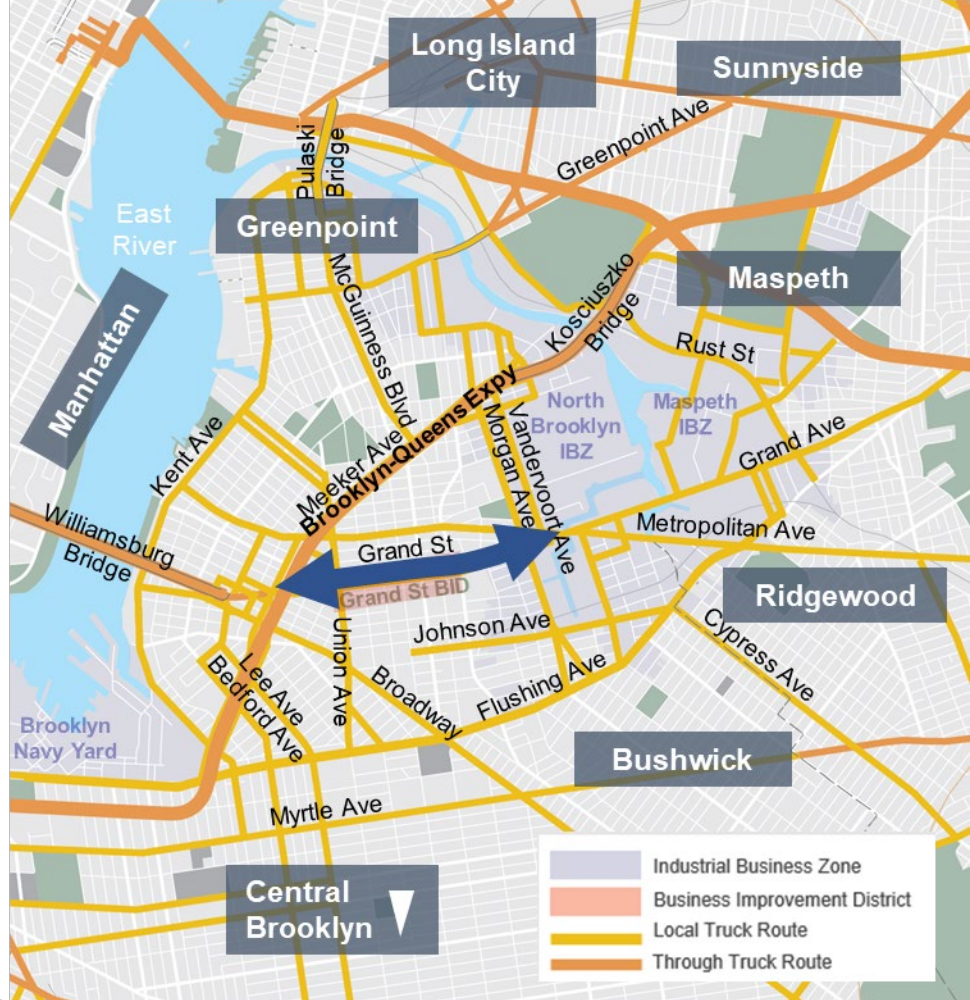 Long Island
City
Sunnyside
Greenpoint Ave
Pulaski
Bridge
East
River
Greenpoint
McGuinness Blvd
Kosciuszko
Bridge
Maspeth
Manhattan
Rust St
Kent Ave
Meeker Ave
Brooklyn-Queens Expy
Morgan Ave
Vandervort Ave
North
Brooklyn
IBZ
Maspeth
IBZ
Grand Ave
Williamsburg
Bridge
Grand St
Metropolitan Ave
Grand St BID
Ridgewood
Johnson Ave
Union Ave
Cypress Ave
Lee Ave
Bedford Ave
Broadway
Flushing Ave
Brooklyn
Navy Yard
Bushwick
Myrtle Ave
Central
Brooklyn
Industrial Business Zone
Business Improvement District
Local Truck Route
Through Truck Route